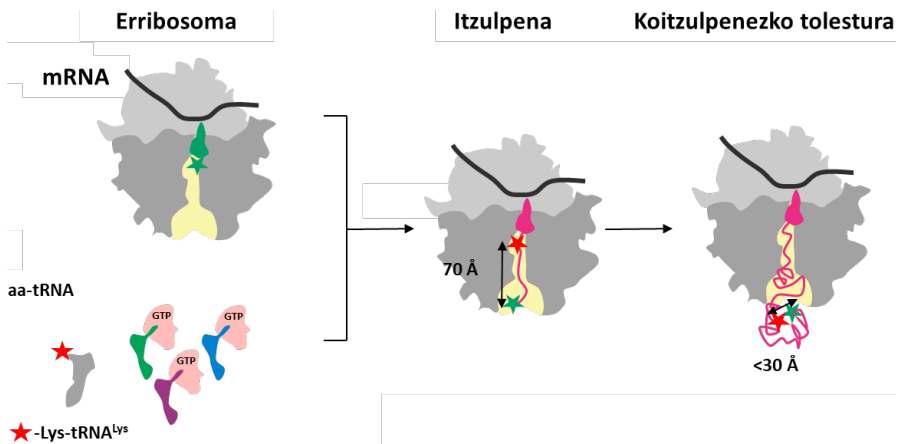 Erribosoma
Itzulpena
Koitzulpenezko tolestura
mRNA
70 Å
<30 Å
aa-tRNA
GTP
GTP
GTP
-Lys-tRNALys